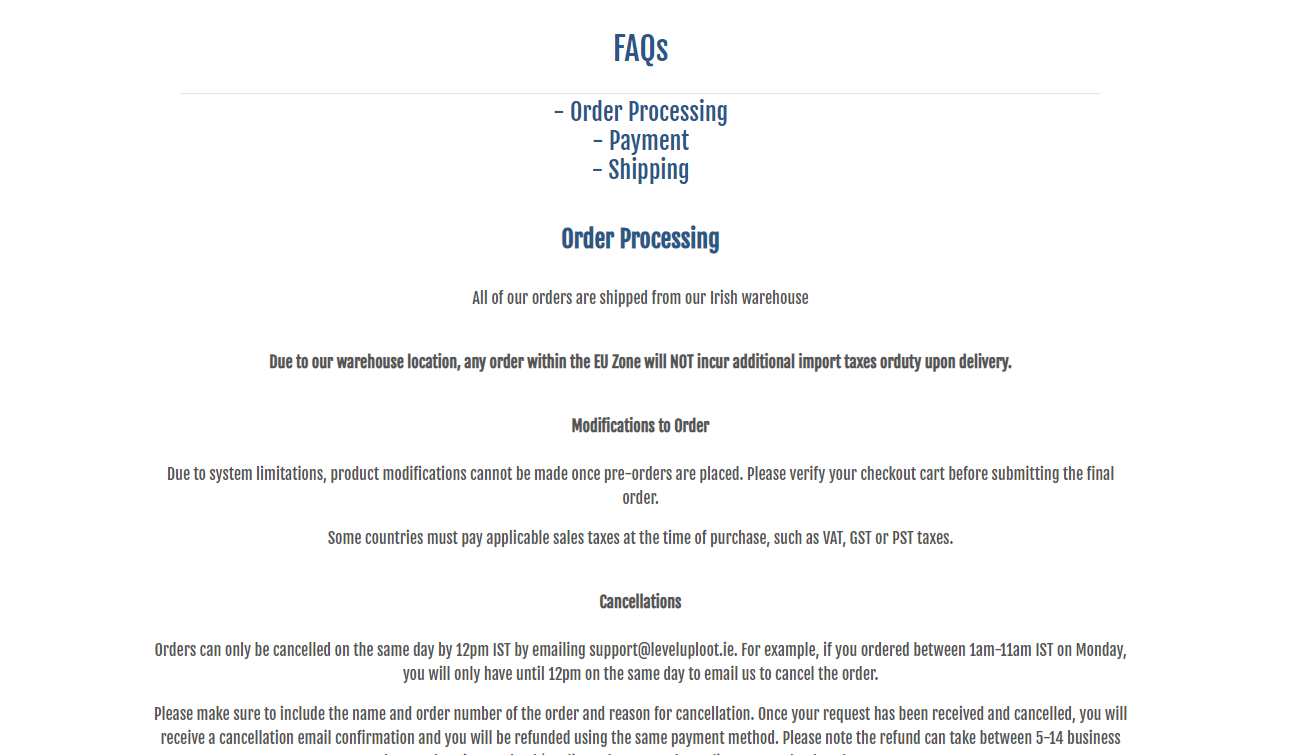 FAQs
- Order Processing
- Payment
- Shipping
Order Processing
All of our orders are shipped from our Irish warehouse
Due to our warehouse location, any order within the EU Zone will NOT incur additional import taxes orduty upon delivery.
Modifications to Order
Due to system limitations, product modifications cannot be made once pre-orders are placed. Please verify your checkout cart before submitting the final
order.
Some countries must pay applicable sales taxes at the time of purchase, such as VAT, GST or PST taxes.
Cancellations
Orders can only be cancelled on the same day by 12pm IST by emailing support@leveluploot.ie. For example, if you ordered between 1am-11am IST on Monday,
you will only have until 12pm on the same day to email us to cancel the order.
Please make sure to include the name and order number of the order and reason for cancellation. Once your request has been received and cancelled, you will
receive a cancellation email confirmation and you will be refunded using the same payment method. Please note the refund can take between 5-14 business